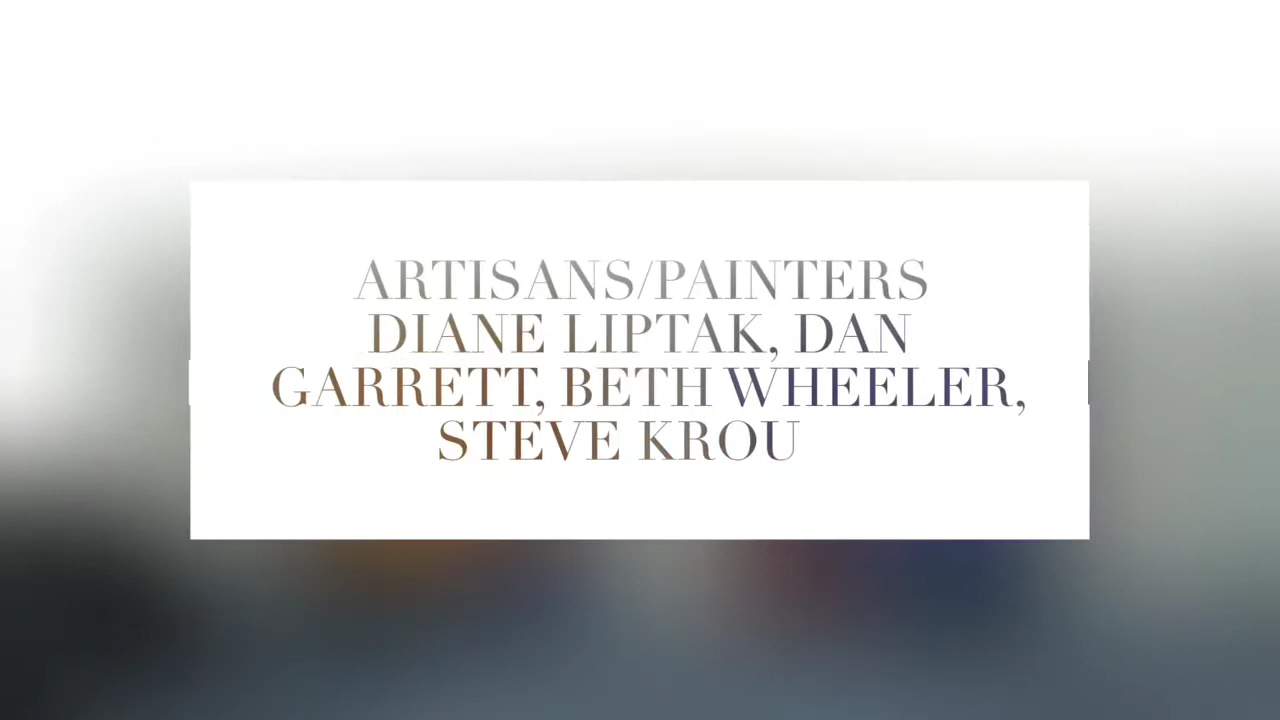 ARTISANS/PAINTERS
DIANE LIPTAK, DAN
GARRETT, BETH WHEELER,
STEVE KROU